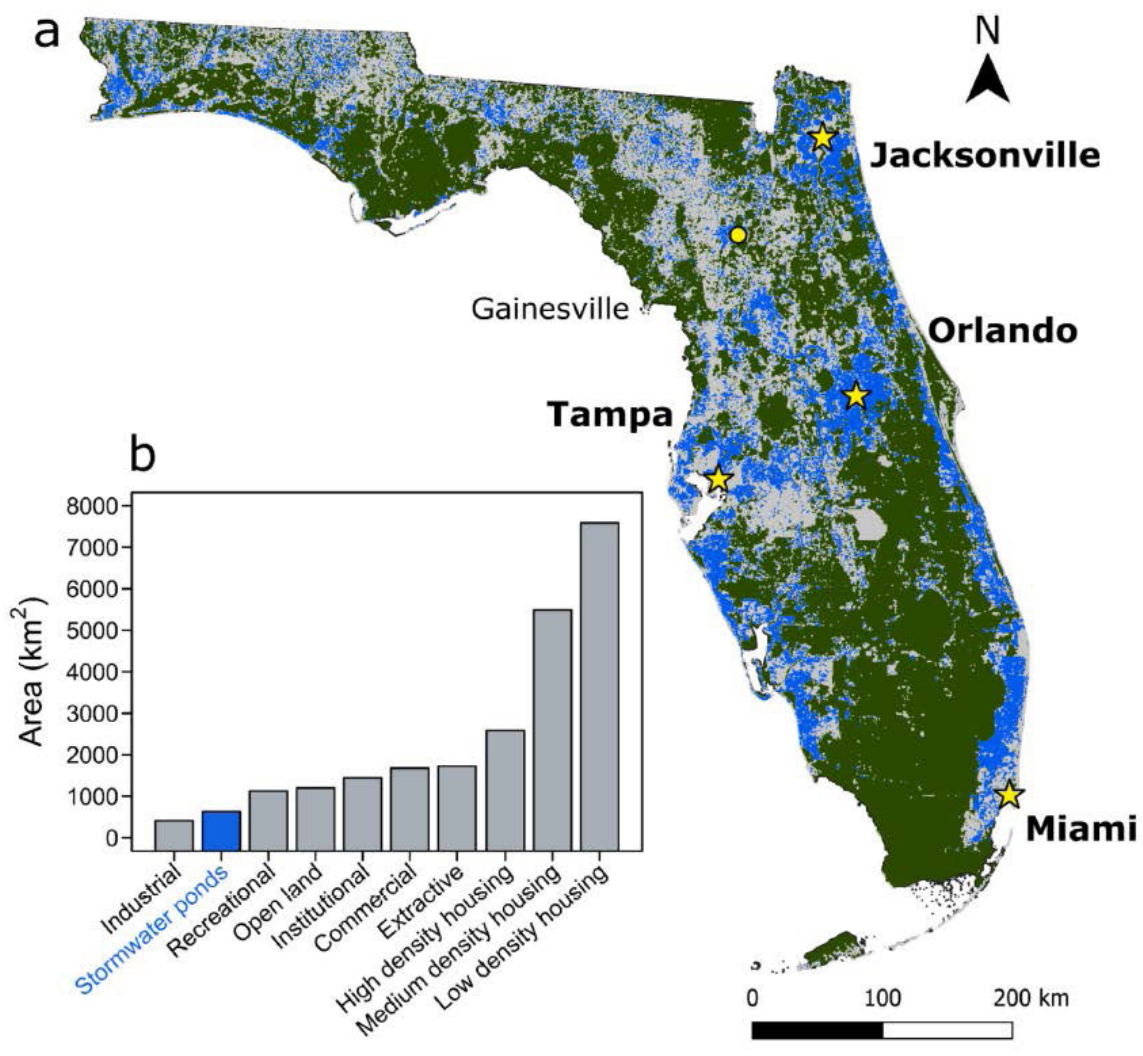 a
N
Jacksonville
Gainesville
Orlando
Tampa
b
8000
7000
6000
5000
4000
3000
2000
1000
0
Area (km²)
Industrial
Stormwater ponds
Recreational
Open land
Institutional
Commercial
Extractive
High density housing
Medium density housing
Low density housing
Miami
0 100 200 km